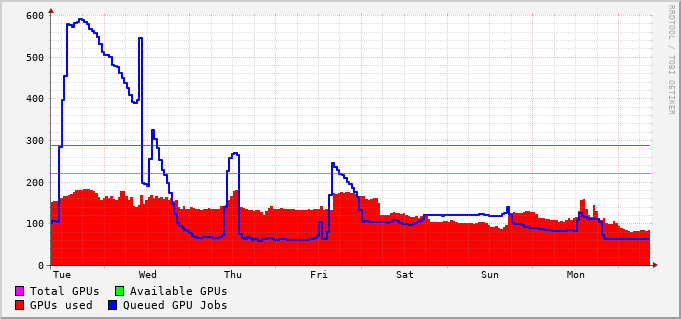 600
500
400
300
200
100
0
Tue Wed Thu Fri Sat Sun Mon
Total GPUs Available GPUs
GPUs used Queued GPU Jobs
RRDTOOL / TOBI OETIKER